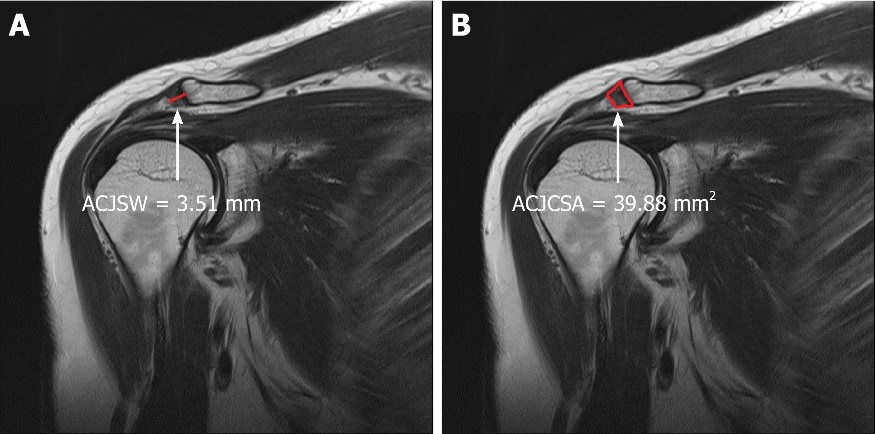 A
B
ACJSW = 3.51 mm
ACJCSA = 39.88 mm²